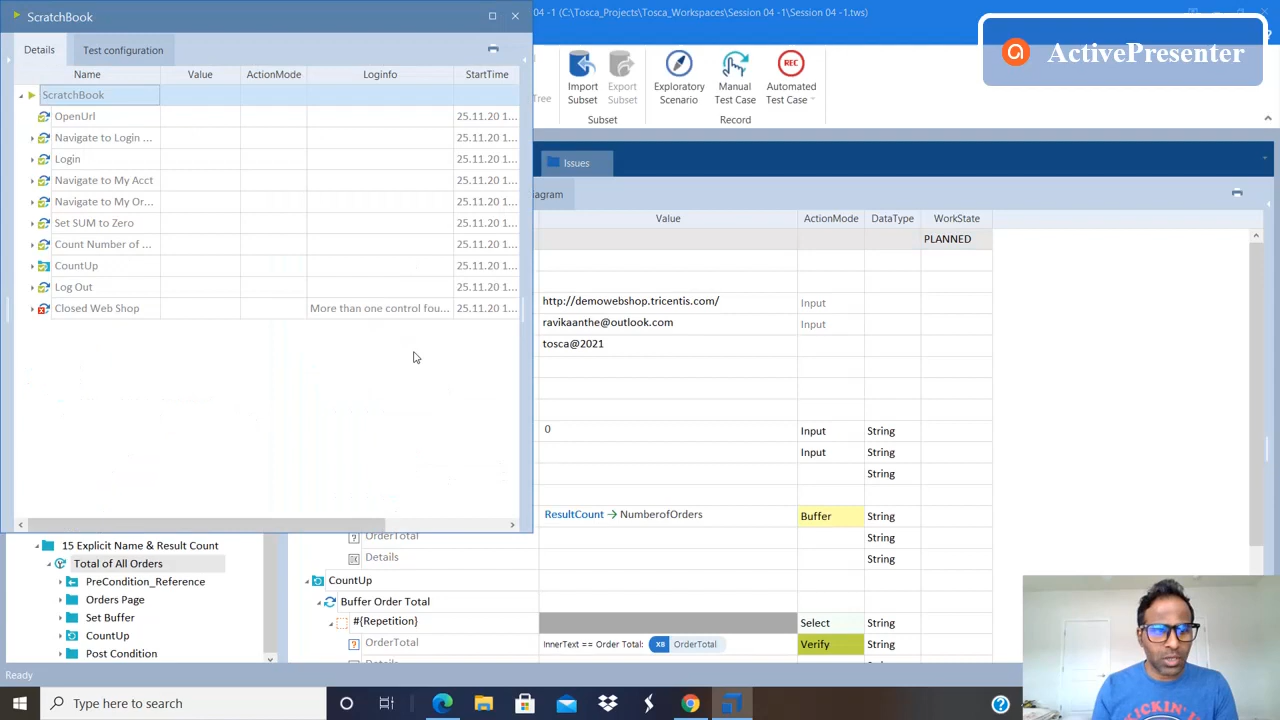 ScratchBook
04 -1 (C:\Tosca_Projects\Tosca_Workspaces\Session 04 -1\Session 04 -1.tws)
ActivePresenter
Details
Test configuration
Name
Value
ActionMode
Loginfo
StartTime
ScratchBook
OpenUrl
25.11.20 1...
Navigate to Login ...
25.11.20 1...
Login
25.11.20 1...
Navigate to My Acct
25.11.20 1...
Navigate to My Or...
25.11.20 1...
Set SUM to Zero
25.11.20 1...
Count Number of ...
25.11.20 1...
CountUp
25.11.20 1...
Log Out
25.11.20 1...
Closed Web Shop
More than one control fou...
25.11.20 1...
Tree
Import Subset
Export Subset
Exploratory Scenario
Manual Test Case
REC
Automated Test Case
Subset
Record
Issues
iagram
Value
ActionMode
DataType
WorkState
PLANNED
http://demowebshop.tricentis.com/
Input
ravikaanthe@outlook.com
Input
tosca@2021
0
Input
String
Input
String
String
ResultCount → NumberofOrders
Buffer
String
OrderTotal
String
Details
String
CountUp
Buffer Order Total
#{Repetition}
Select
String
OrderTotal
InnerText == Order Total:
XB
OrderTotal
Verify
String
15 Explicit Name & Result Count
Total of All Orders
PreCondition_Reference
Orders Page
Set Buffer
CountUp
Post Condition
Ready
Type here to search